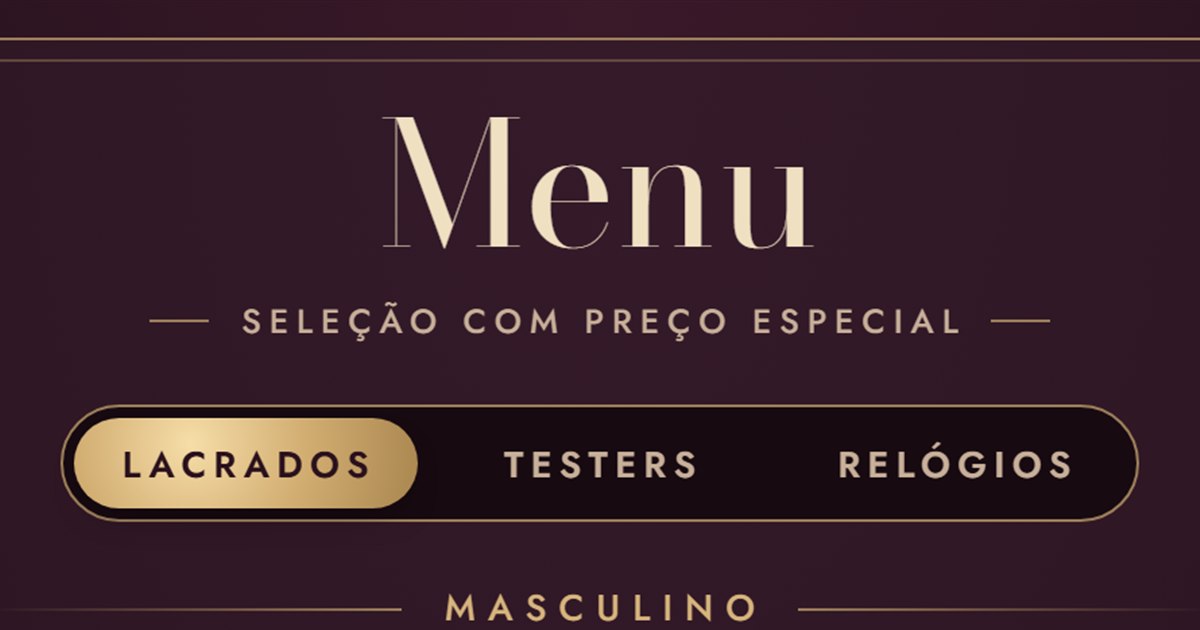 Menu
SELEÇÃO COM PREÇO ESPECIAL
LACRADOS TESTERS RELÓGIOS
MASCULINO